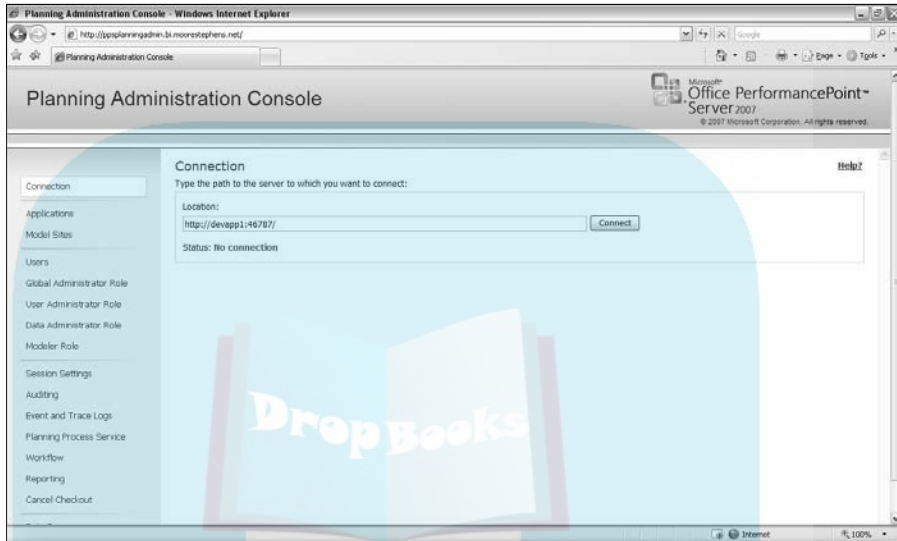 Planning Administration Console - Windows Internet Explorer
http://ppsplanningadmin.bi.moorestephens.net/
Google
Planning Administration Console
Page
Tools
Planning Administration Console
Microsoft®
Office PerformancePoint™
Server 2007
© 2007 Microsoft Corporation. All rights reserved.
Connection
Help?
Type the path to the server to which you want to connect:
Location:
http://devapp1:46787/
Connect
Status: No connection
Connection
Applications
Model Sites
Users
Global Administrator Role
User Administrator Role
Data Administrator Role
Modeler Role
Session Settings
Auditing
Event and Trace Logs
Planning Process Service
Workflow
Reporting
Cancel Checkout
DropBooks
Internet
100%